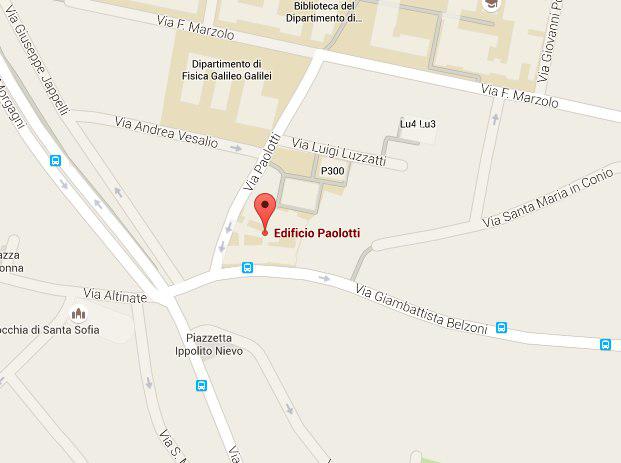 Biblioteca del
Dipartimento di...
Via F. Marzolo
Via Giuseppe Jappelli
Via Giovanni
Dipartimento di
Fisica Galileo Galilei
Via F. Marzolo
Morgagni
Via Andrea Vesalio
Via Paolotti
Via Luigi Luzzatti
Lu4 Lu3
P300
Via Santa Maria in Conio
Edificio Paolotti
Via Altinate
Via Giambattista Belzoni
occhia di Santa Sofia
Piazzetta
Ippolito Nievo
Via S.
Via